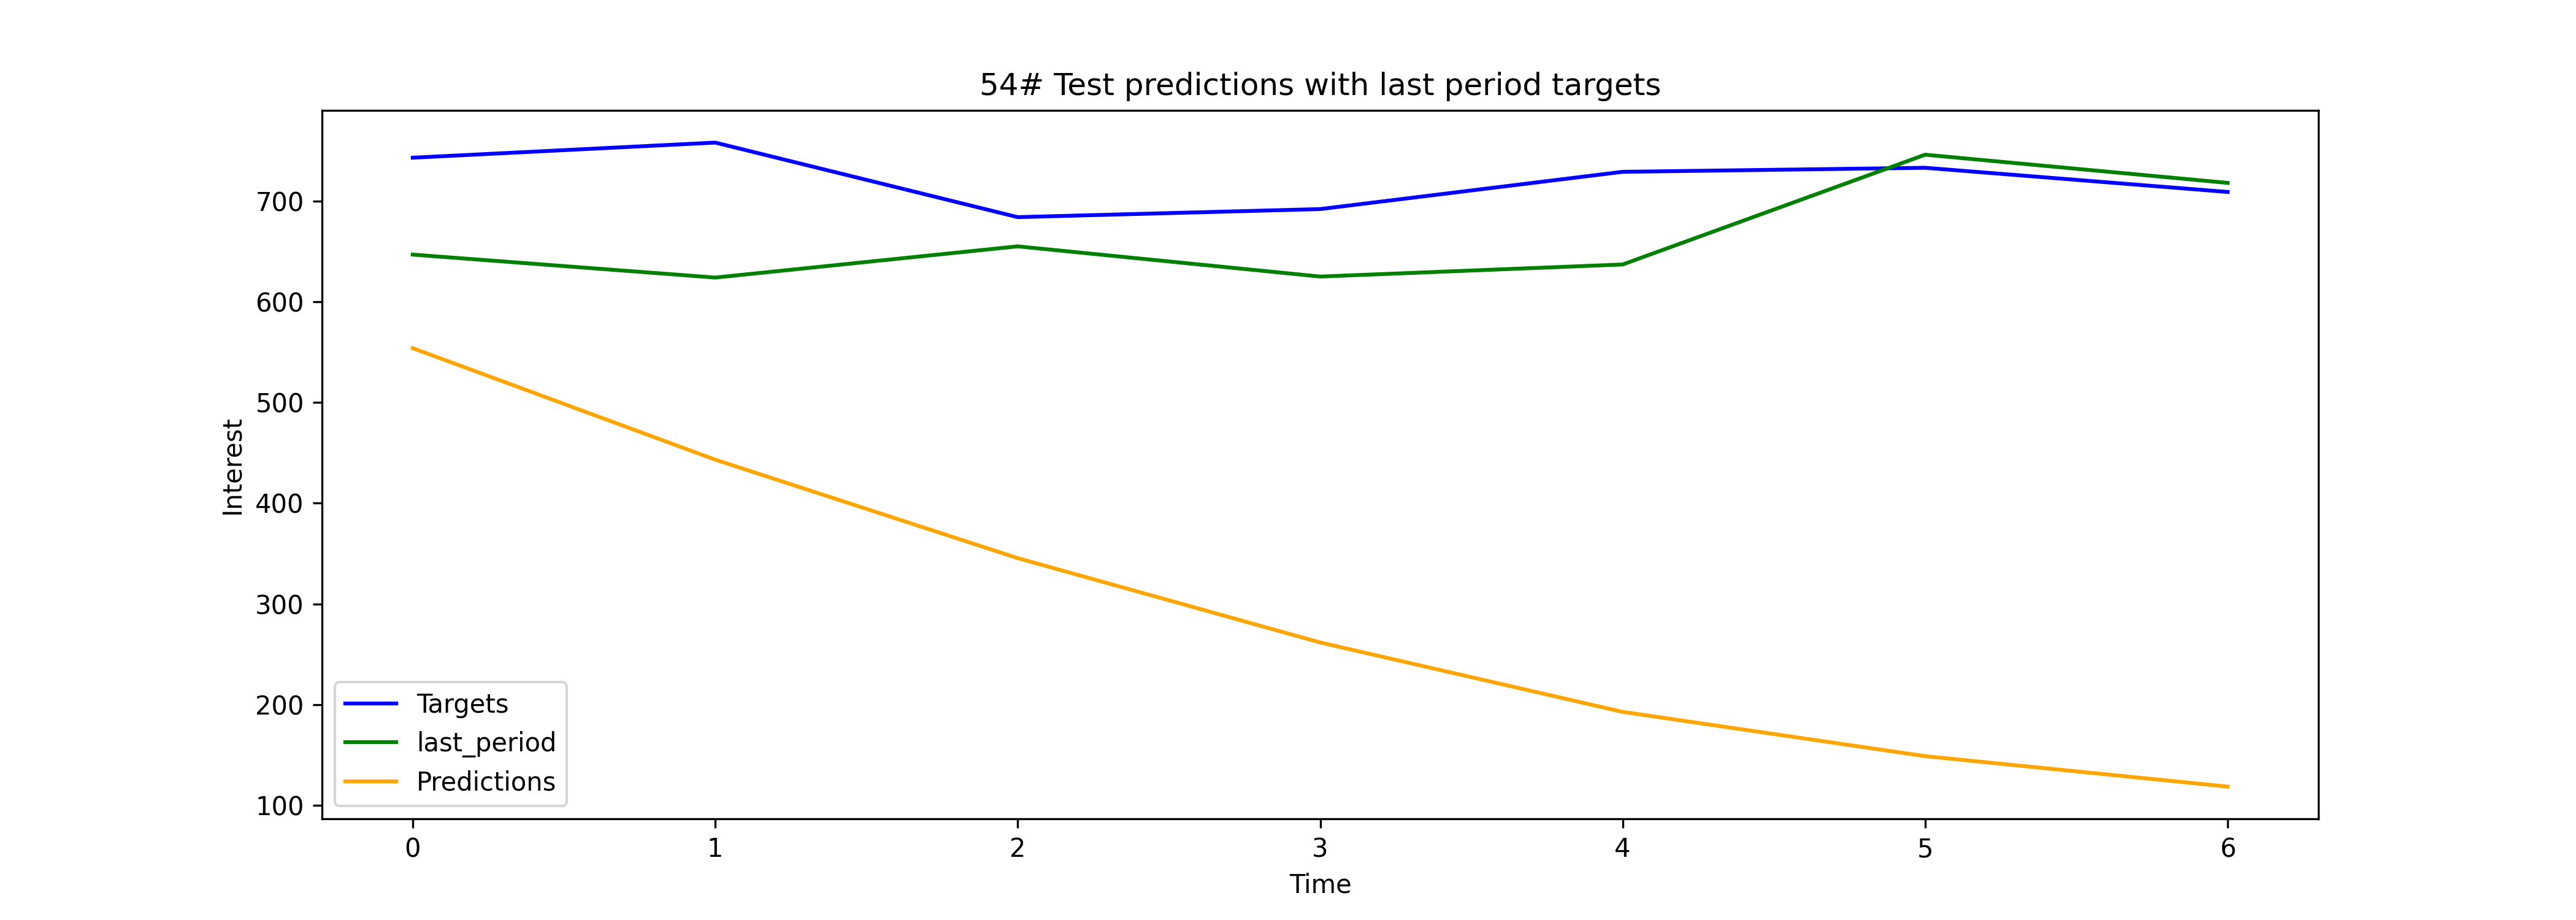 54# Test predictions with last period targets
Interest
700
600
500
400
300
200
100
Targets
last_period
Predictions
0 1 2 3 4 5 6
Time